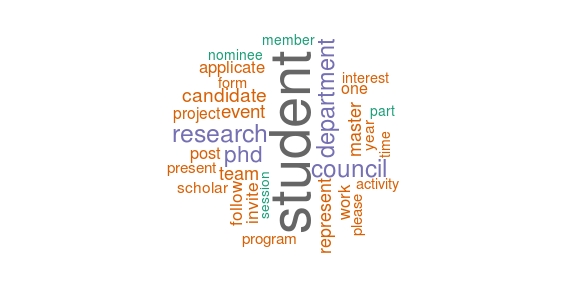 member
nominee
applicate
form
candidate
project
event
research
post
phd
present
team
scholar
follow
invite
session
program
student
department
interest
one
part
master
year
time
council
activity
represent
work
please